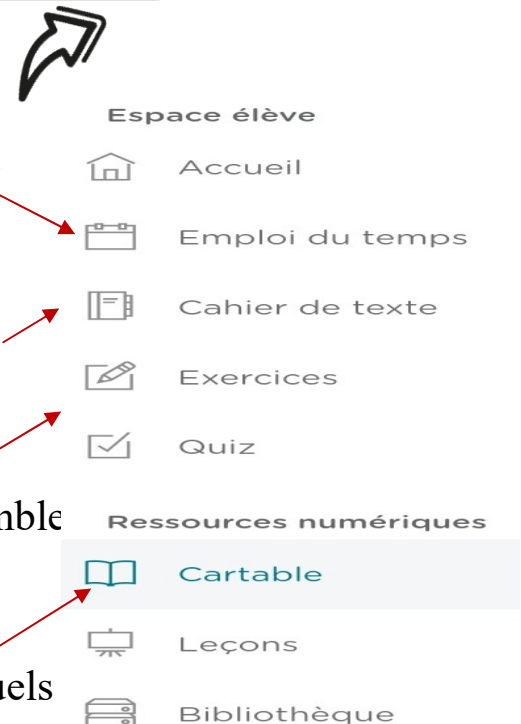 Espace élève
Accueil
Emploi du temps
Cahier de texte
Exercices
Quiz
Ressources numériques
Cartable
Leçons
Bibliothèque